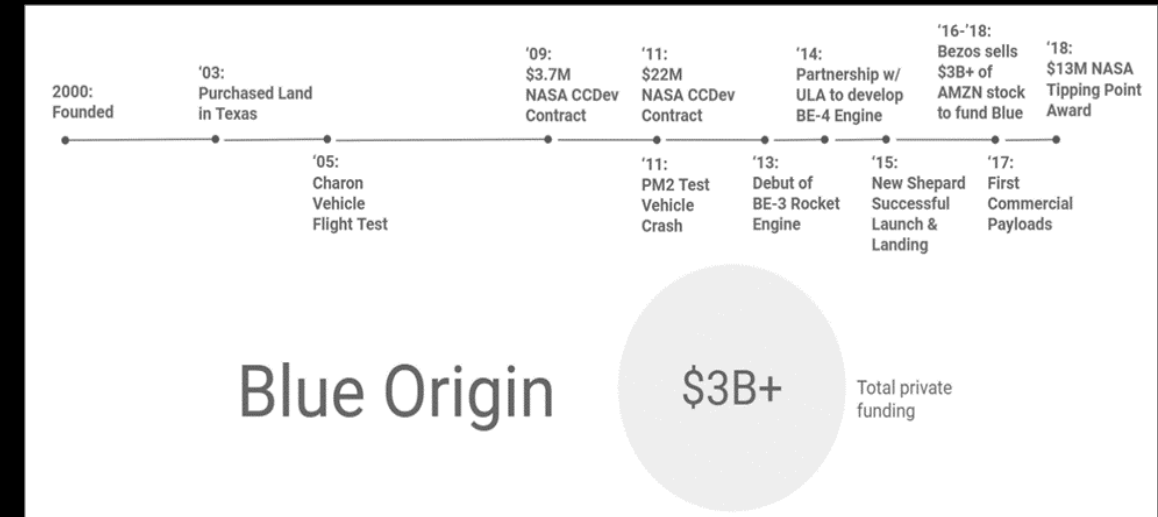 2000:
Founded
‘03:
Purchased Land
in Texas
‘05:
Charon
Vehicle
Flight Test
‘09:
$3.7M
NASA CCDev
Contract
‘11:
$22M
NASA CCDev
Contract
‘11:
PM2 Test
Vehicle
Crash
‘13:
Debut of
BE-3 Rocket
Engine
‘14:
Partnership w/
ULA to develop
BE-4 Engine
‘15:
New Shepard
Successful
Launch &
Landing
‘16-’18:
Bezos sells
$3B+ of
AMZN stock
to fund Blue
‘17:
First
Commercial
Payloads
‘18:
$13M NASA
Tipping Point
Award
Blue Origin
$3B+
Total private
funding